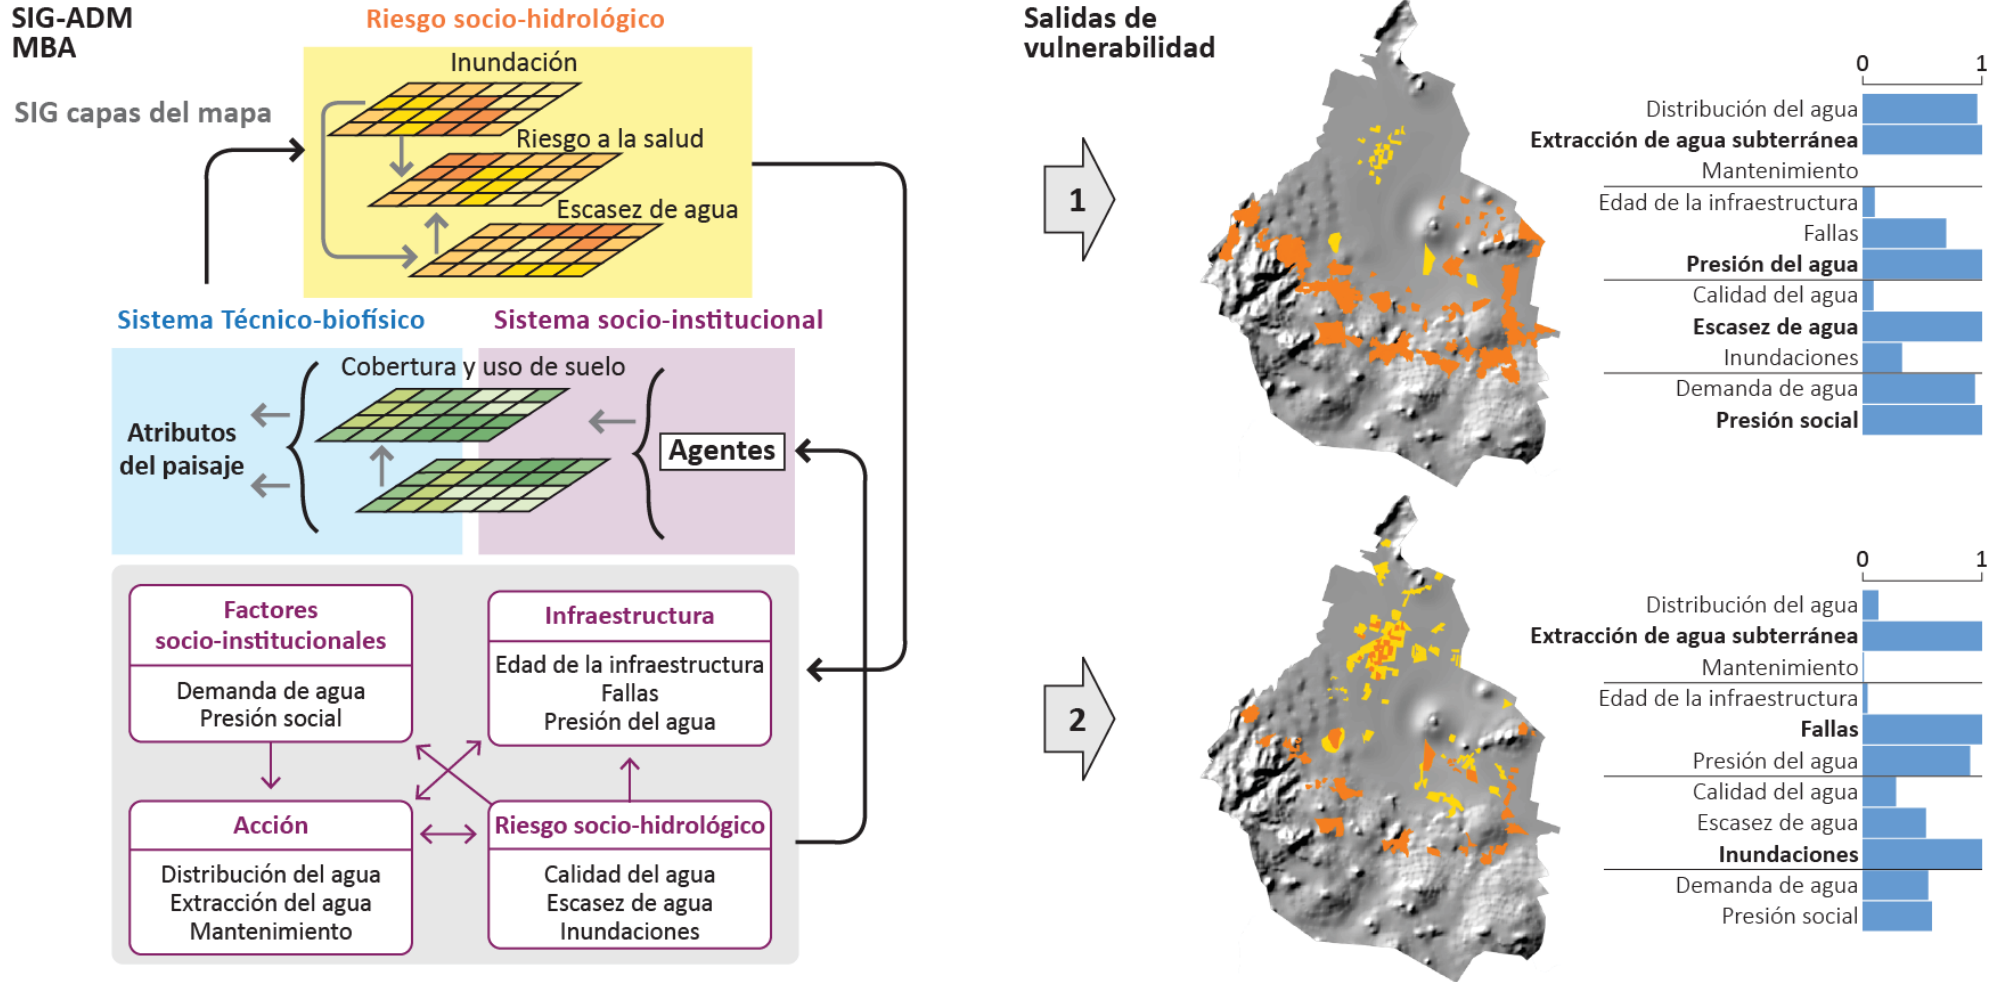 SIG-ADM
MBA
Riesgo socio-hidrológico
SIG capas del mapa
Inundación
Riesgo a la salud
Escasez de agua
Sistema Técnico-biofísico
Sistema socio-institucional
Cobertura y uso de suelo
Atributos
del paisaje
Agentes
Factores
socio-institucionales
Demanda de agua
Presión social
Infraestructura
Edad de la infraestructura
Fallas
Presión del agua
Acción
Distribución del agua
Extracción del agua
Mantenimiento
Riesgo socio-hidrológico
Calidad del agua
Escasez de agua
Inundaciones
Salidas de
vulnerabilidad
1
0 1
Distribución del agua
Extracción de agua subterránea
Mantenimiento
Edad de la infraestructura
Fallas
Presión del agua
Calidad del agua
Escasez de agua
Inundaciones
Demanda de agua
Presión social
2
0 1
Distribución del agua
Extracción de agua subterránea
Mantenimiento
Edad de la infraestructura
Fallas
Presión del agua
Calidad del agua
Escasez de agua
Inundaciones
Demanda de agua
Presión social